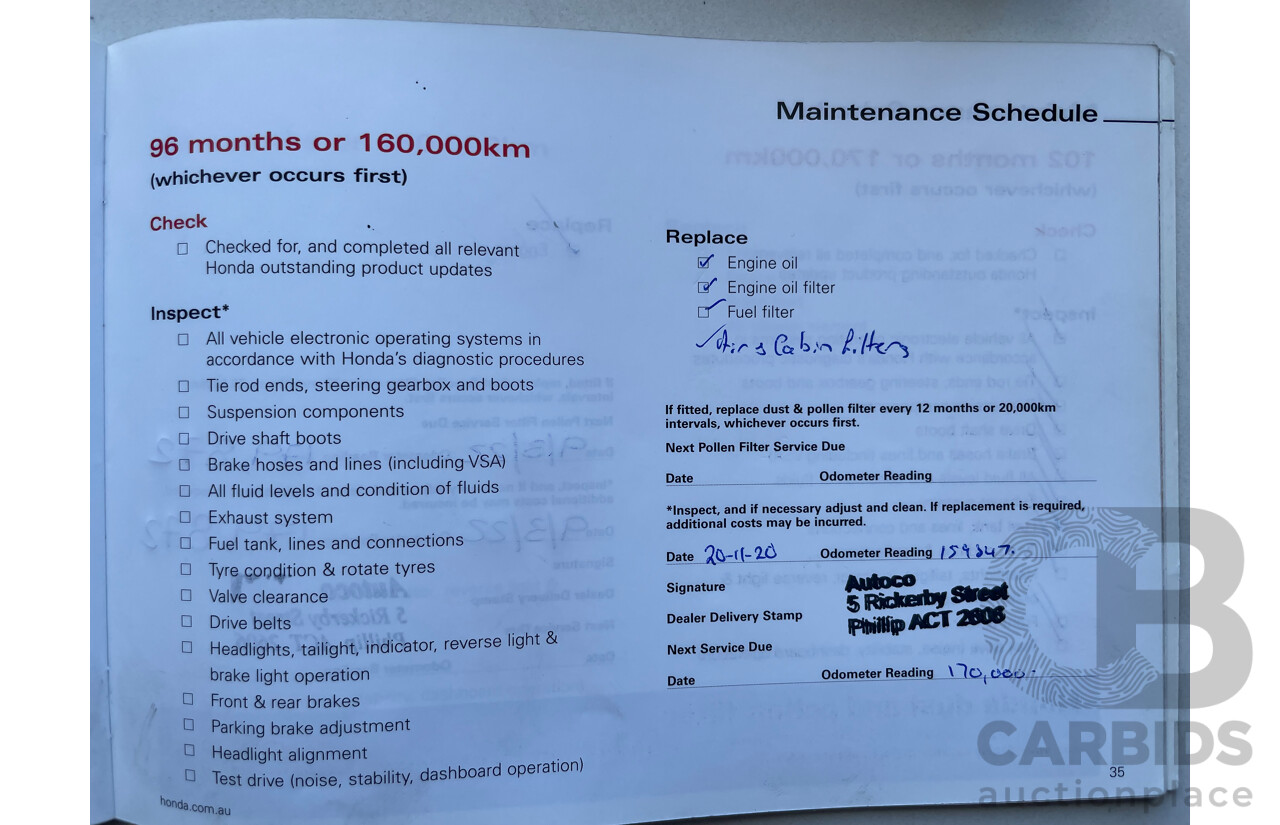 Maintenance Schedule
96 months or 160,000km
(whichever occurs first)
Check
☐ Checked for, and completed all relevant
Honda outstanding product updates
Inspect*
☐ All vehicle electronic operating systems in
accordance with Honda's diagnostic procedures
☐ Tie rod ends, steering gearbox and boots
☐ Suspension components
☐ Drive shaft boots
☐ Brake hoses and lines (including VSA)
☐ All fluid levels and condition of fluids
☐ Exhaust system
☐ Fuel tank, lines and connections
☐ Tyre condition & rotate tyres
☐ Valve clearance
☐ Drive belts
☐ Headlights, tailight, indicator, reverse light &
brake light operation
☐ Front & rear brakes
☐ Parking brake adjustment
☐ Headlight alignment
☐ Test drive (noise, stability, dashboard operation)
honda.com.au
Replace
☑ Engine oil
☑ Engine oil filter
☑ Fuel filter
✓ Air & Cabin filters
If fitted, replace dust & pollen filter every 12 months or 20,000km
intervals, whichever occurs first.
Next Pollen Filter Service Due
Date Odometer Reading
*Inspect, and if necessary adjust and clean. If replacement is required,
additional costs may be incurred.
Date 20-11-20 Odometer Reading 159347.
Signature
Autoco
5 Rickerby Street
Phillip ACT 2606
Dealer Delivery Stamp
Next Service Due
Date Odometer Reading 170,000-
35
CARBIDS
auctionplace